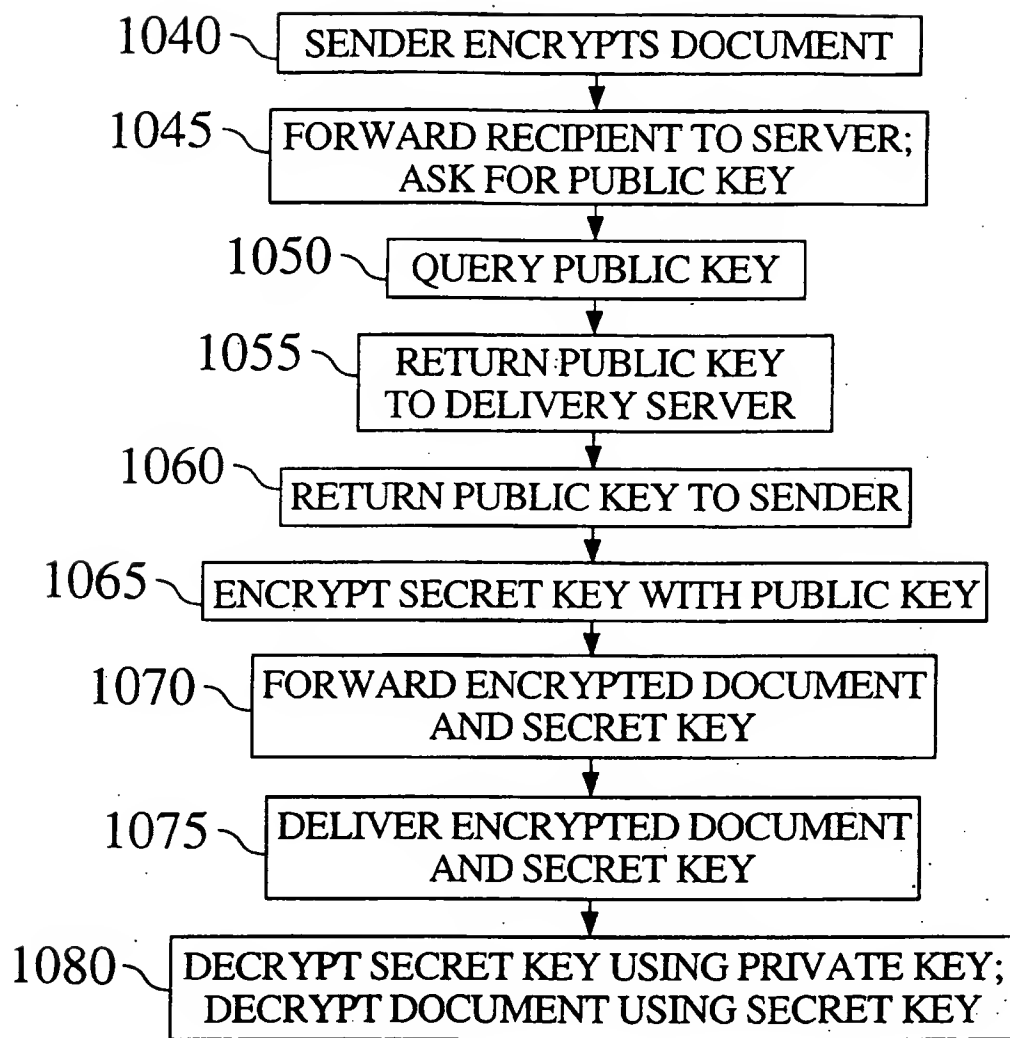 1040 SENDER ENCRYPTS DOCUMENT
1045 FORWARD RECIPIENT TO SERVER;
ASK FOR PUBLIC KEY
1050 QUERY PUBLIC KEY
1055 RETURN PUBLIC KEY
TO DELIVERY SERVER
1060 RETURN PUBLIC KEY TO SENDER
1065 ENCRYPT SECRET KEY WITH PUBLIC KEY
1070 FORWARD ENCRYPTED DOCUMENT
AND SECRET KEY
1075 DELIVER ENCRYPTED DOCUMENT
AND SECRET KEY
1080 DECRYPT SECRET KEY USING PRIVATE KEY;
DECRYPT DOCUMENT USING SECRET KEY